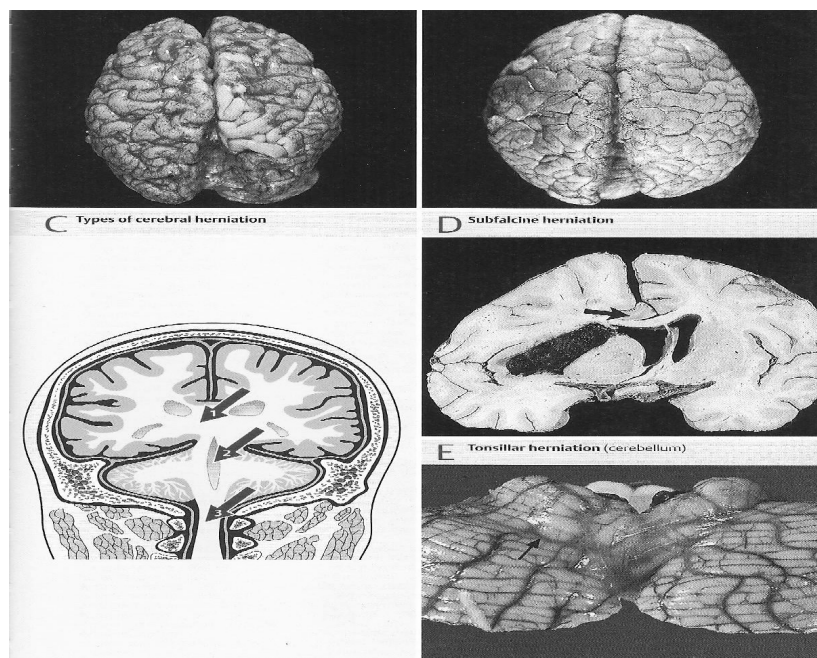 C Types of cerebral herniation
D Subfalcine herniation
1
2
3
E Tonsillar herniation (cerebellum)